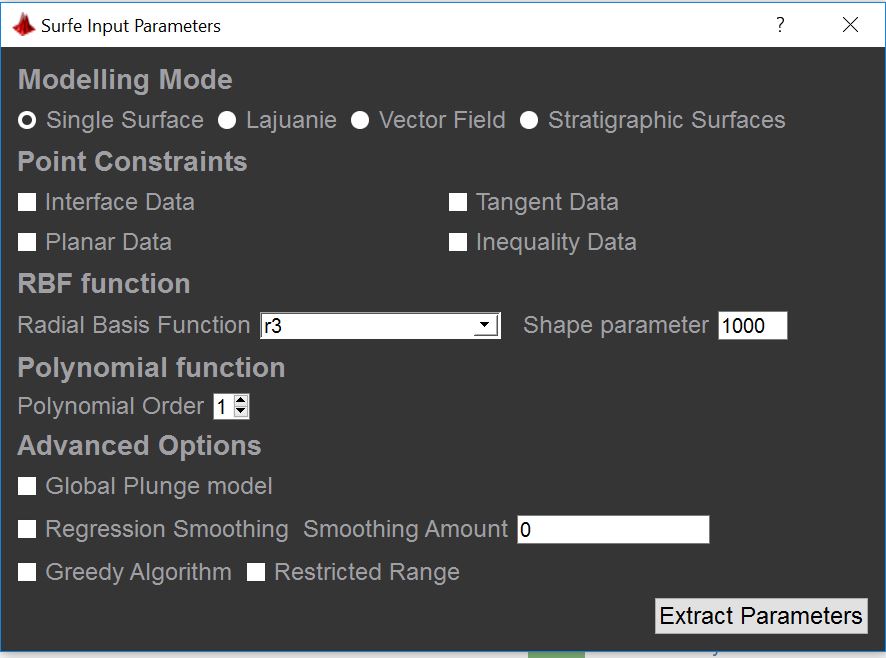 Surfe Input Parameters ?
Modelling Mode
Single Surface Lajuanie Vector Field Stratigraphic Surfaces
Point Constraints
Interface Data Tangent Data
Planar Data Inequality Data
RBF function
Radial Basis Function r3 Shape parameter 1000
Polynomial function
Polynomial Order 1
Advanced Options
Global Plunge model
Regression Smoothing Smoothing Amount 0
Greedy Algorithm Restricted Range
Extract Parameters